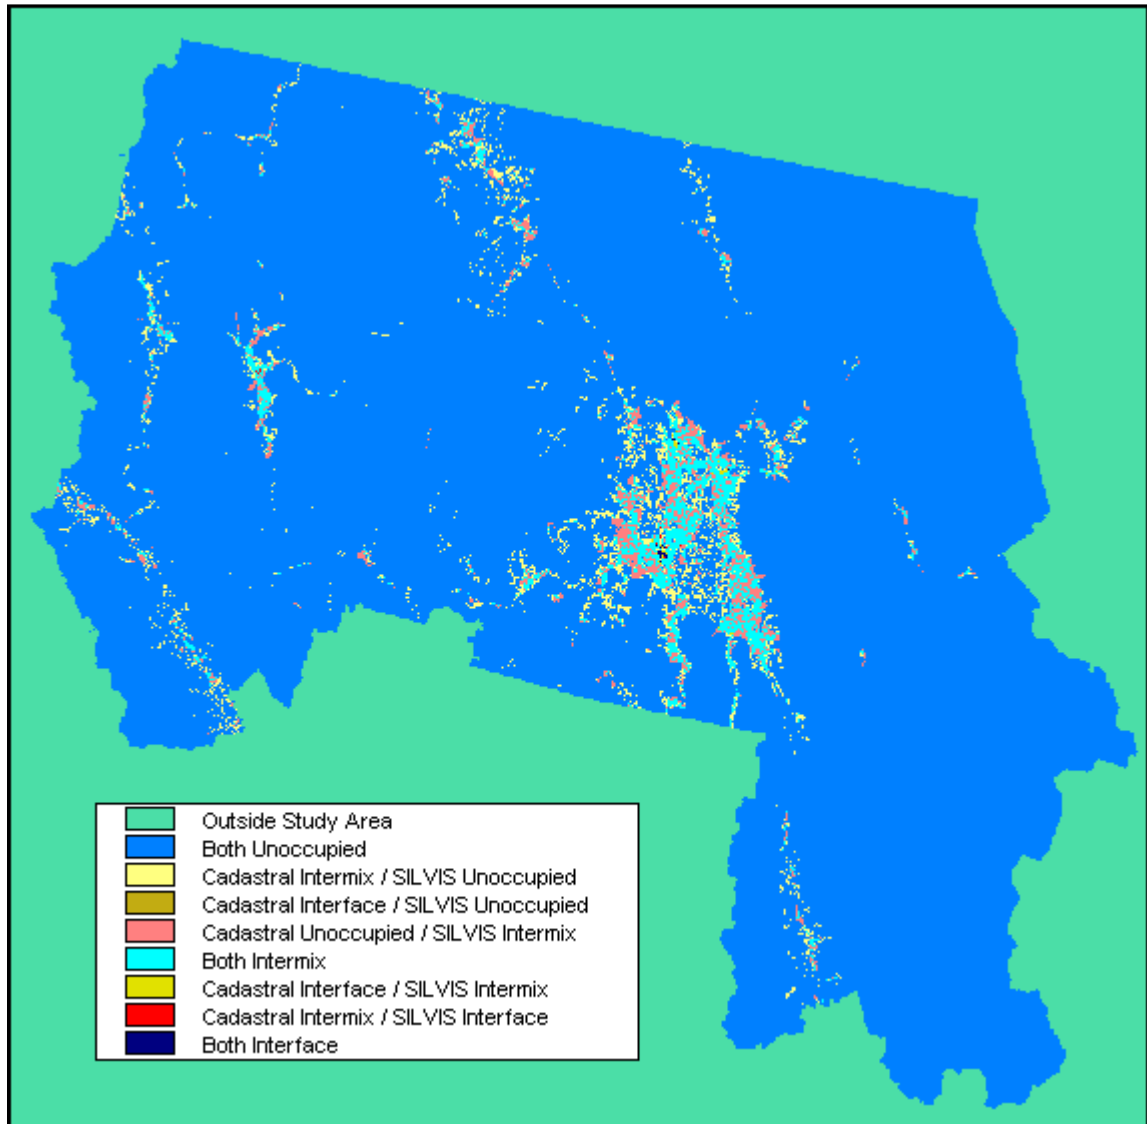 Outside Study Area
Both Unoccupied
Cadastral Intermix / SILVIS Unoccupied
Cadastral Interface / SILVIS Unoccupied
Cadastral Unoccupied / SILVIS Intermix
Both Intermix
Cadastral Interface / SILVIS Intermix
Cadastral Intermix / SILVIS Interface
Both Interface